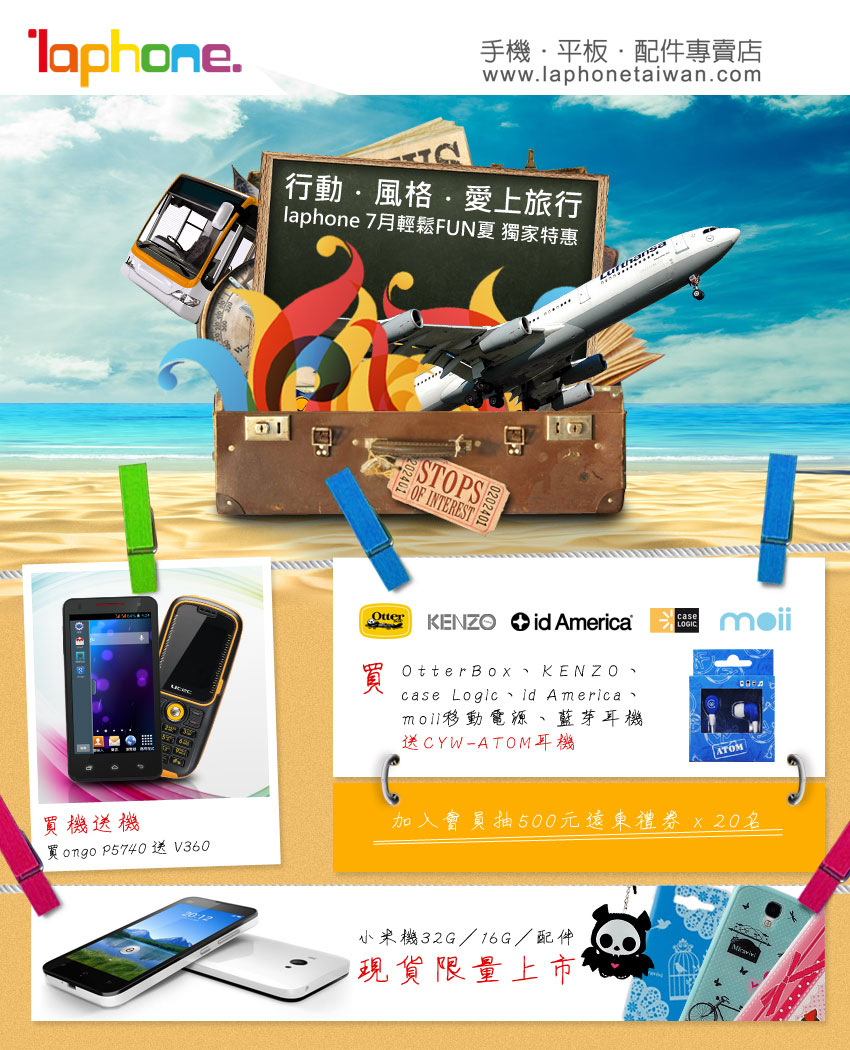 laphone.
手機．平板．配件專賣店
www.laphonetaiwan.com
行動．風格．愛上旅行
laphone 7月輕鬆FUN夏 獨家特惠
Lufthansa
STOPS
OF INTEREST
0202401
0202401
Otter
KENZO
id America
case
LOGIC
moii
買
OtterBox、KENZO、
case Logic、id America、
moii移動電源、藍芽耳機
送CYW-ATOM耳機
ATOM
utec
買機送機
買ongo P5740 送 V360
加入會員抽500元遠東禮券 x 20名
20:12
小米機32G／16G／配件
現貨限量上市